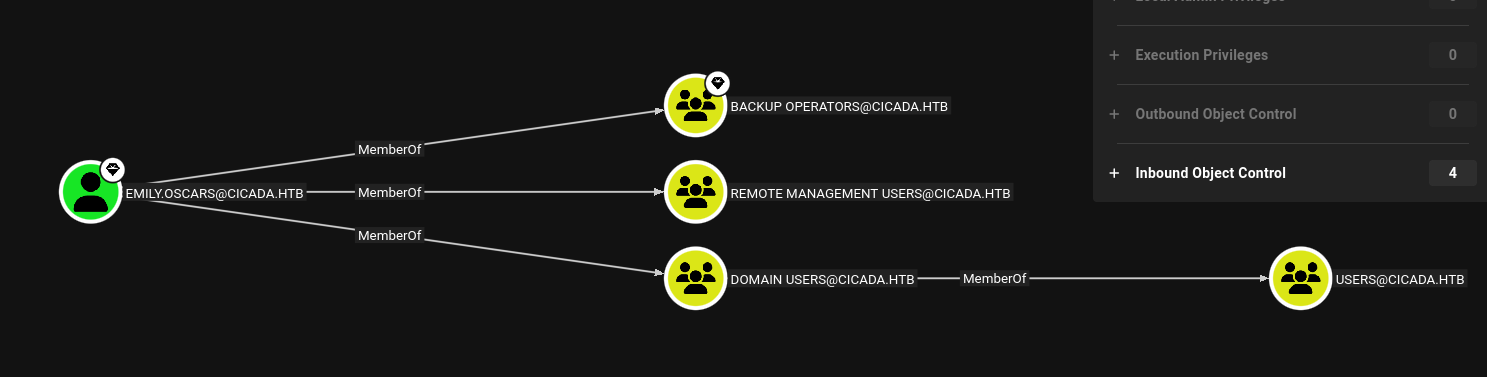 Execution Privileges
0
BACKUP OPERATORS@CICADA.HTB
Outbound Object Control
0
MemberOf
Inbound Object Control
4
EMILY.OSCARS@CICADA.HTB
MemberOf
REMOTE MANAGEMENT USERS@CICADA.HTB
MemberOf
DOMAIN USERS@CICADA.HTB
MemberOf
USERS@CICADA.HTB